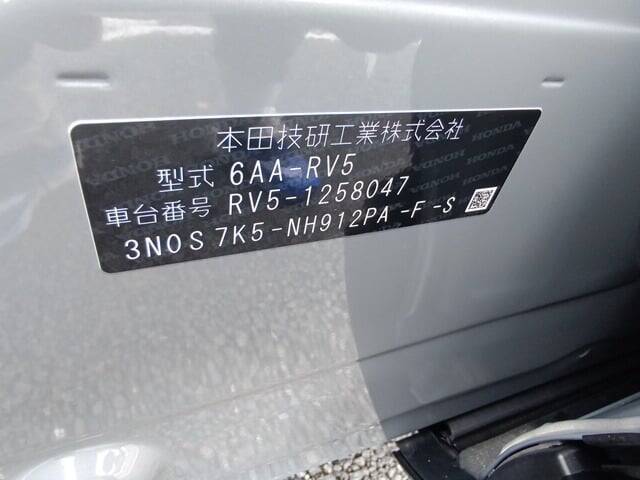 本田技研工業株式会社
型式 6AA-RV5
車台番号 RV5-1258047
3N0S 7K5-NH912PA -F -S